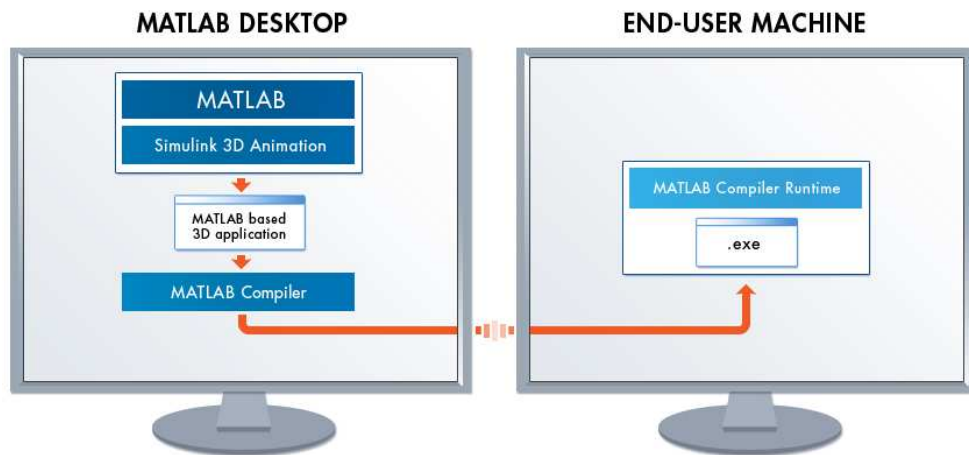 MATLAB DESKTOP
MATLAB
Simulink 3D Animation
MATLAB based
3D application
MATLAB Compiler
END-USER MACHINE
MATLAB Compiler Runtime
.exe